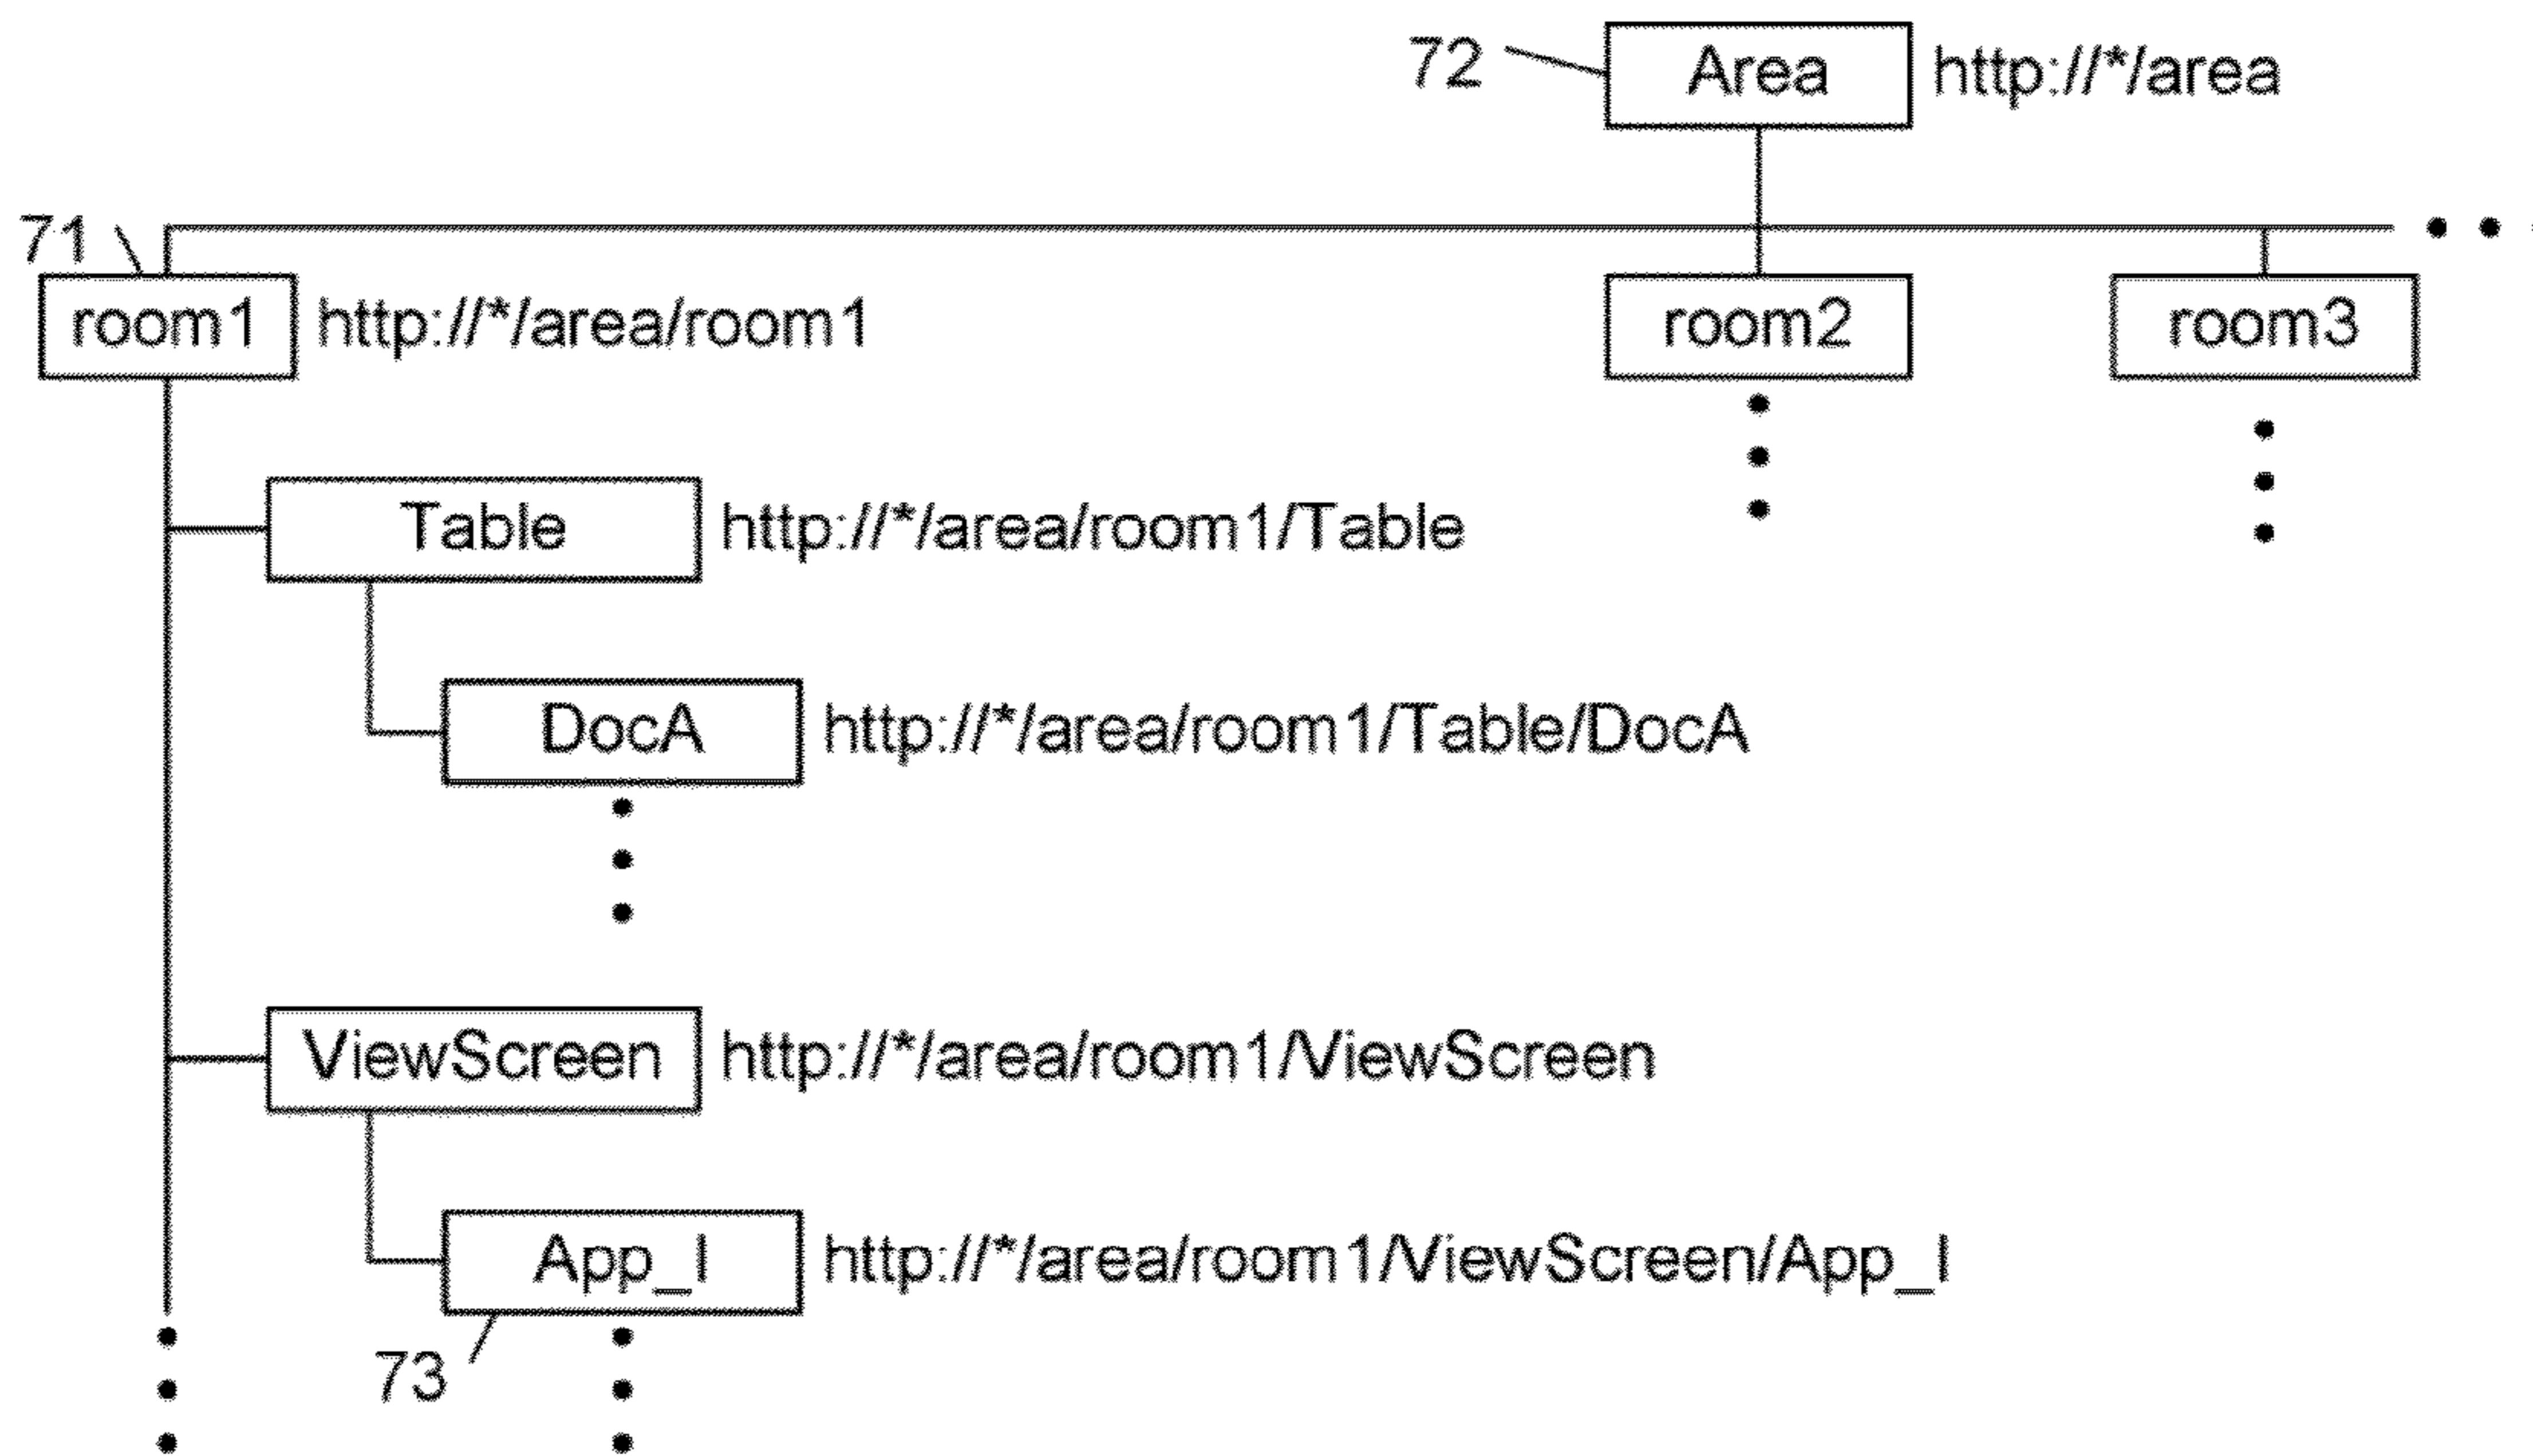 72 Area http://*/area
71
room1 http://*/area/room1 room2 room3
Table http://*/area/room1/Table
DocA http://*/area/room1/Table/DocA
ViewScreen http://*/area/room1/ViewScreen
App_I http://*/area/room1/ViewScreen/App_I
73